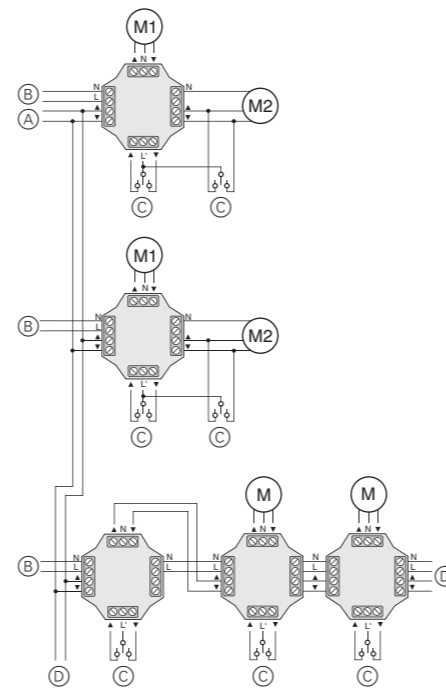 M1
▲ N ▼
B N N
L
▲ ▲ M2
A ▼ ▼
▲ L' ▼
C C
M1
▲ N ▼
B N N
L
▲ ▲ M2
▼ ▼
▲ L' ▼
C C
M M
▲ N ▼ ▲ N ▼ ▲ N ▼
B N N N N N N
L L L L L L
▲ ▲ ▲ ▲ ▲ D
▼ ▼ ▼ ▼ ▼
▲ L' ▼ ▲ L' ▼ ▲ L' ▼
D C C C